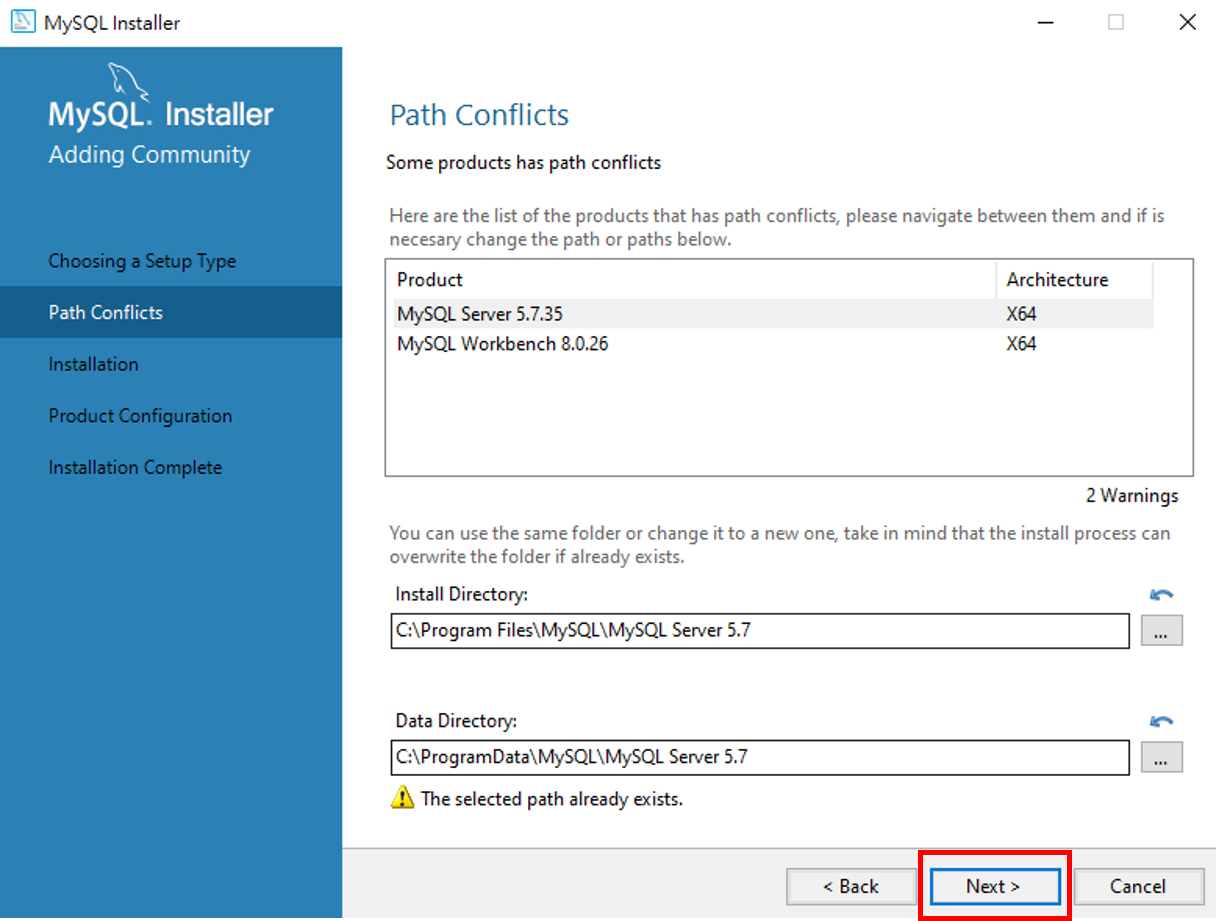 MySQL Installer
MySQL. Installer
Adding Community
Choosing a Setup Type
Path Conflicts
Installation
Product Configuration
Installation Complete
Path Conflicts
Some products has path conflicts
Here are the list of the products that has path conflicts, please navigate between them and if is
necesary change the path or paths below.
Product Architecture
MySQL Server 5.7.35 X64
MySQL Workbench 8.0.26 X64
2 Warnings
You can use the same folder or change it to a new one, take in mind that the install process can
overwrite the folder if already exists.
Install Directory:
C:\Program Files\MySQL\MySQL Server 5.7
...
Data Directory:
C:\ProgramData\MySQL\MySQL Server 5.7
...
The selected path already exists.
< Back Next > Cancel